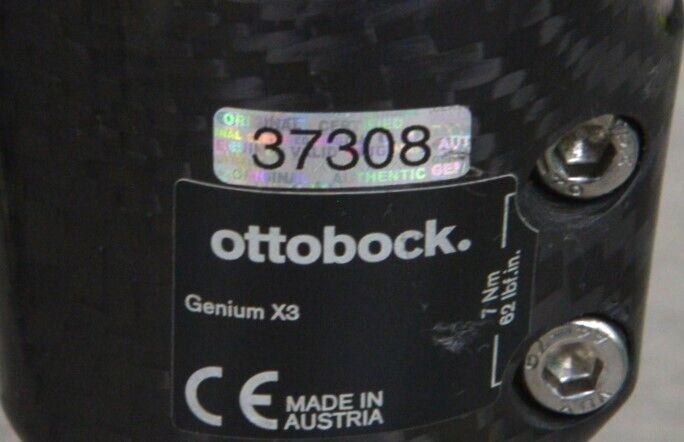 37308
ottobock.
Genium X3
7 Nm
62 lbf.in.
CE MADE IN
AUSTRIA